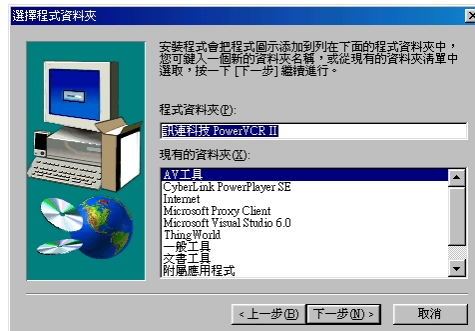 選擇程式資料夾
安裝程式會把程式圖示添加到列在下面的程式資料夾中，
您可鍵入一個新的資料夾名稱，或從現有的資料夾清單中
選取，按一下 [下一步] 繼續進行。
程式資料夾(P):
訊連科技 PowerVCR II
現有的資料夾(X):
AV工具
CyberLink PowerPlayer SE
Internet
Microsoft Proxy Client
Microsoft Visual Studio 6.0
ThingWorld
一般工具
文書工具
附屬應用程式
<上一步(B) 下一步(N)> 取消